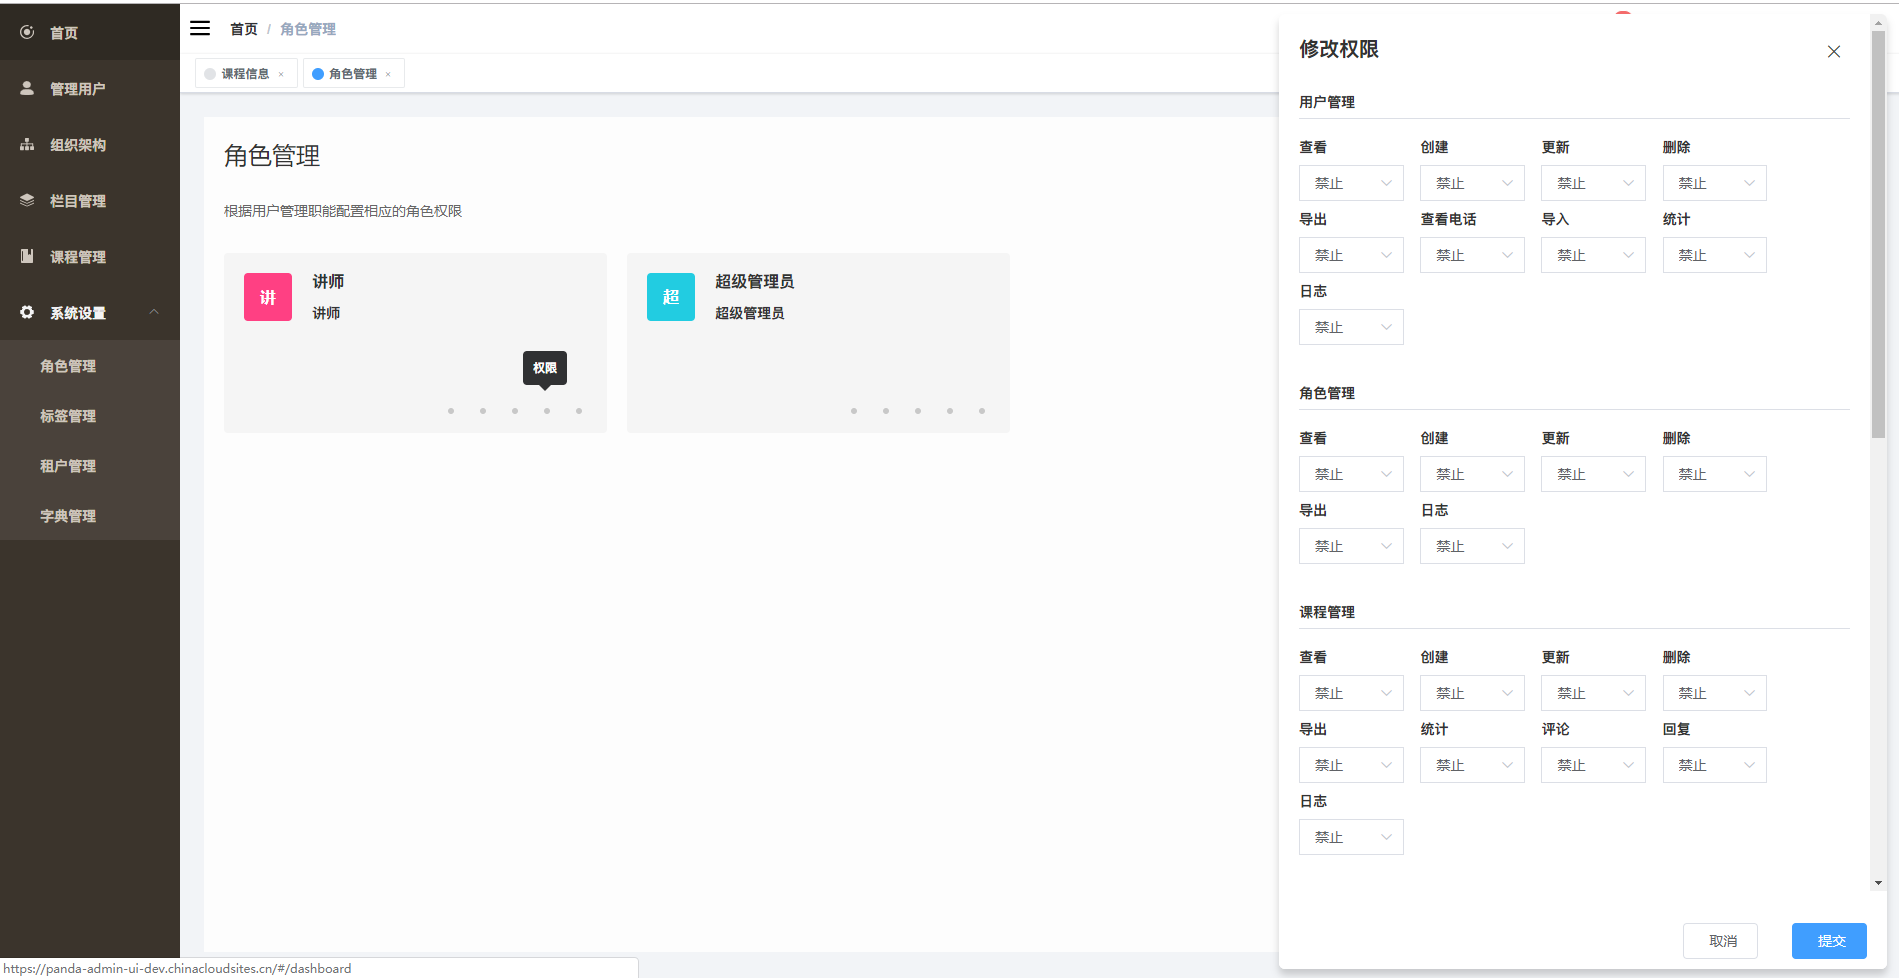 首页
管理用户
组织架构
栏目管理
课程管理
系统设置
角色管理
标签管理
租户管理
字典管理
首页 / 角色管理
课程信息 ×
角色管理 ×
角色管理
根据用户管理职能配置相应的角色权限
讲
讲师
讲师
权限
超
超级管理员
超级管理员
修改权限
用户管理
查看 创建 更新 删除
禁止 禁止 禁止 禁止
导出 查看电话 导入 统计
禁止 禁止 禁止 禁止
日志
禁止
角色管理
查看 创建 更新 删除
禁止 禁止 禁止 禁止
导出 日志
禁止 禁止
课程管理
查看 创建 更新 删除
禁止 禁止 禁止 禁止
导出 统计 评论 回复
禁止 禁止 禁止 禁止
日志
禁止
取消 提交
https://panda-admin-ui-dev.chinacloudsites.cn/#/dashboard